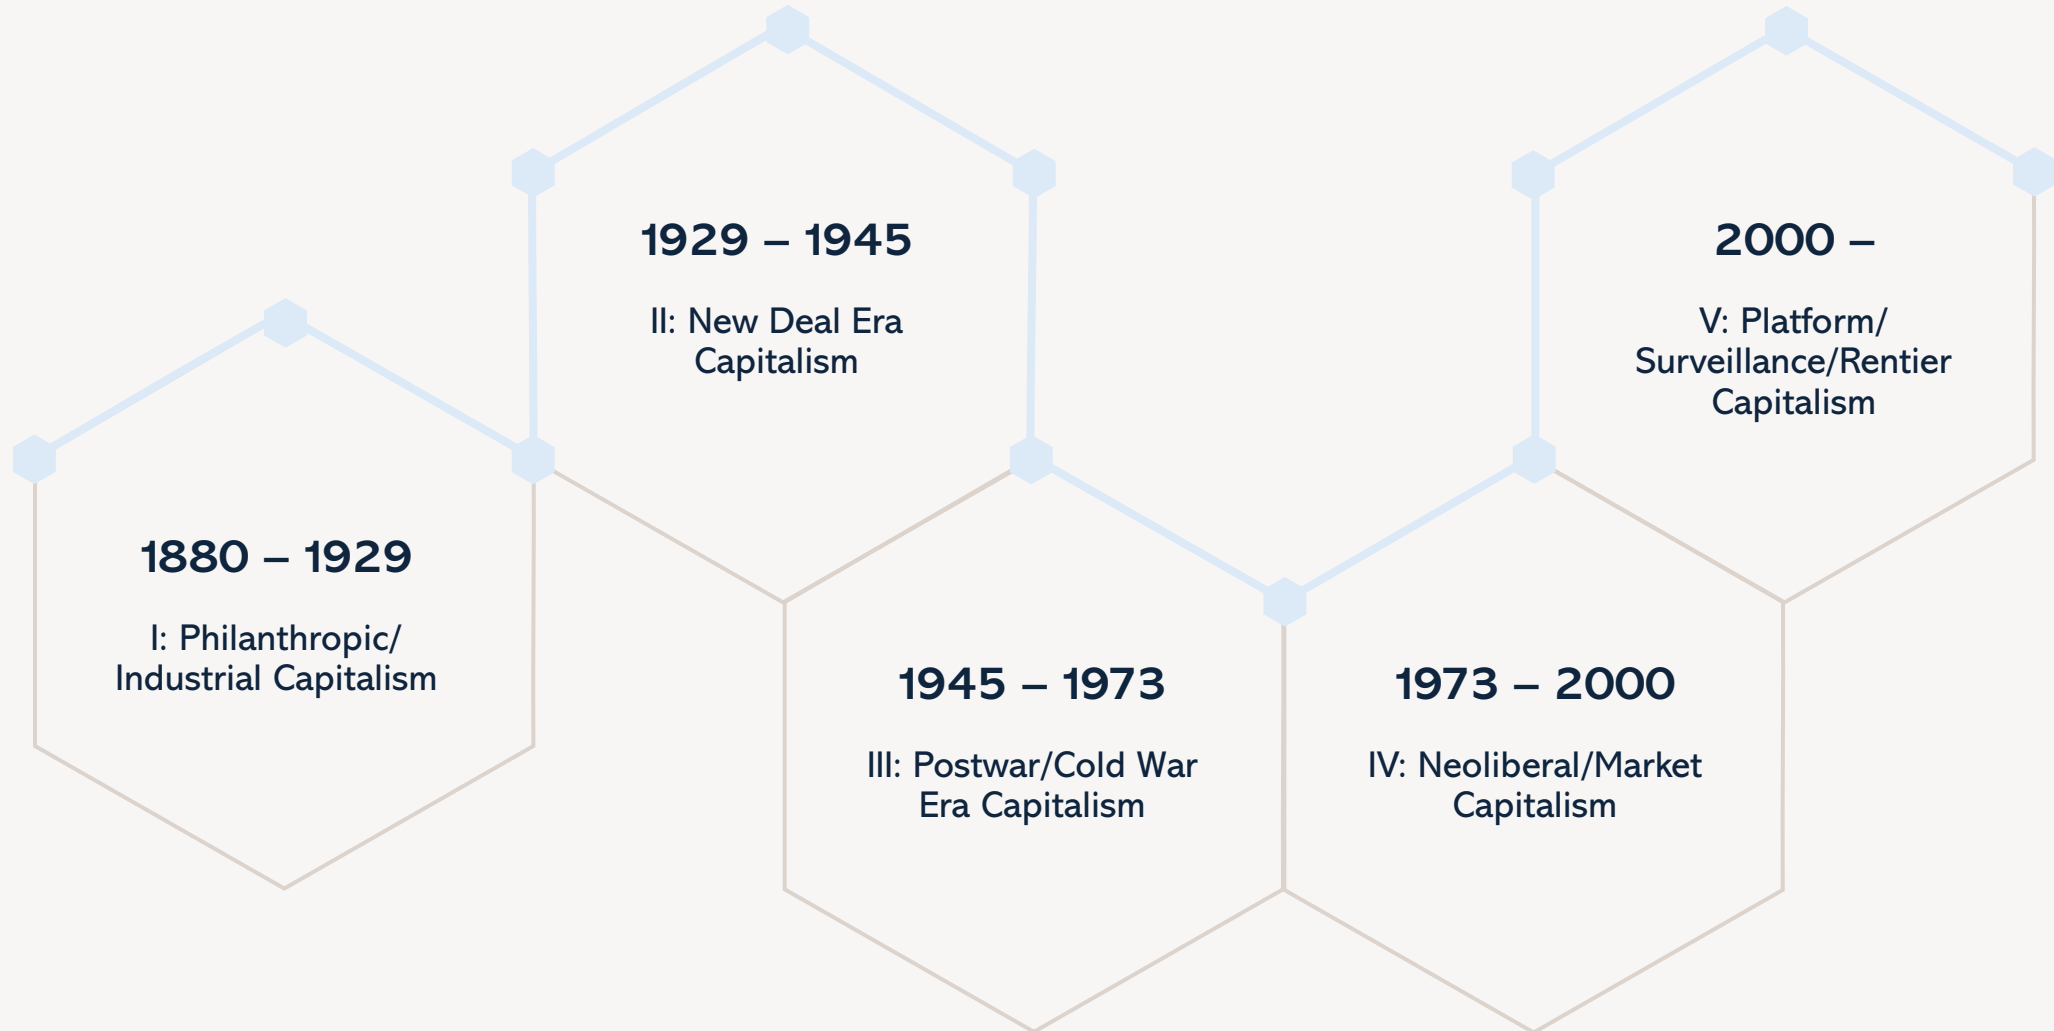 1880 – 1929
I: Philanthropic/
Industrial Capitalism
1929 – 1945
II: New Deal Era
Capitalism
1945 – 1973
III: Postwar/Cold War
Era Capitalism
1973 – 2000
IV: Neoliberal/Market
Capitalism
2000 –
V: Platform/
Surveillance/Rentier
Capitalism